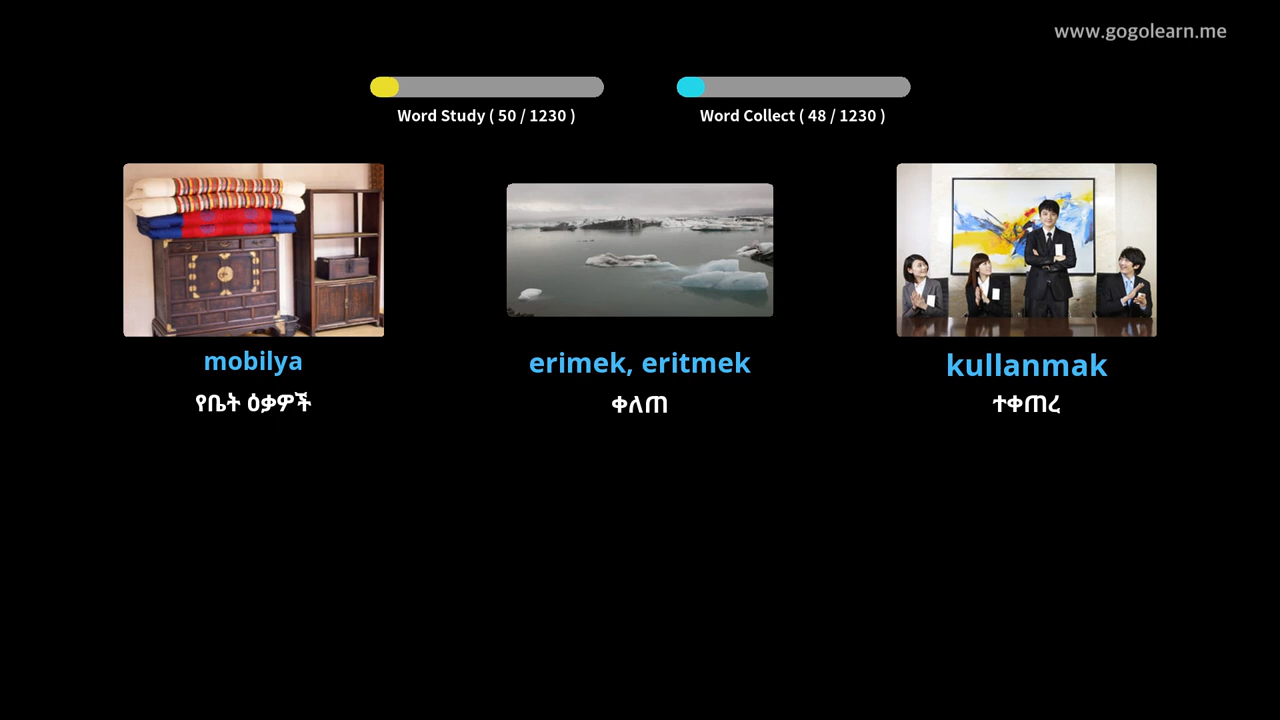 www.gogolearn.me
Word Study ( 50 / 1230 )
Word Collect ( 48 / 1230 )
mobilya
የቤት ዕቃዎች
erimek, eritmek
ቀለጠ
kullanmak
ተቀጠረ